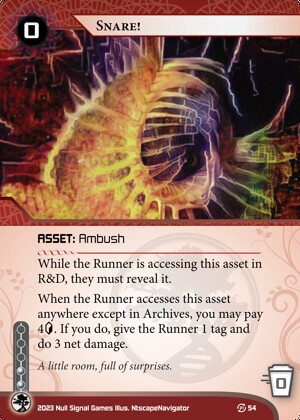 0
SNARE!
ASSET: Ambush
While the Runner is accessing this asset in
R&D, they must reveal it.
When the Runner accesses this asset
anywhere except in Archives, you may pay
4. If you do, give the Runner 1 tag and
do 3 net damage.
A little room, full of surprises.
0
2023 Null Signal Games Illus. NtscapeNavigator
54